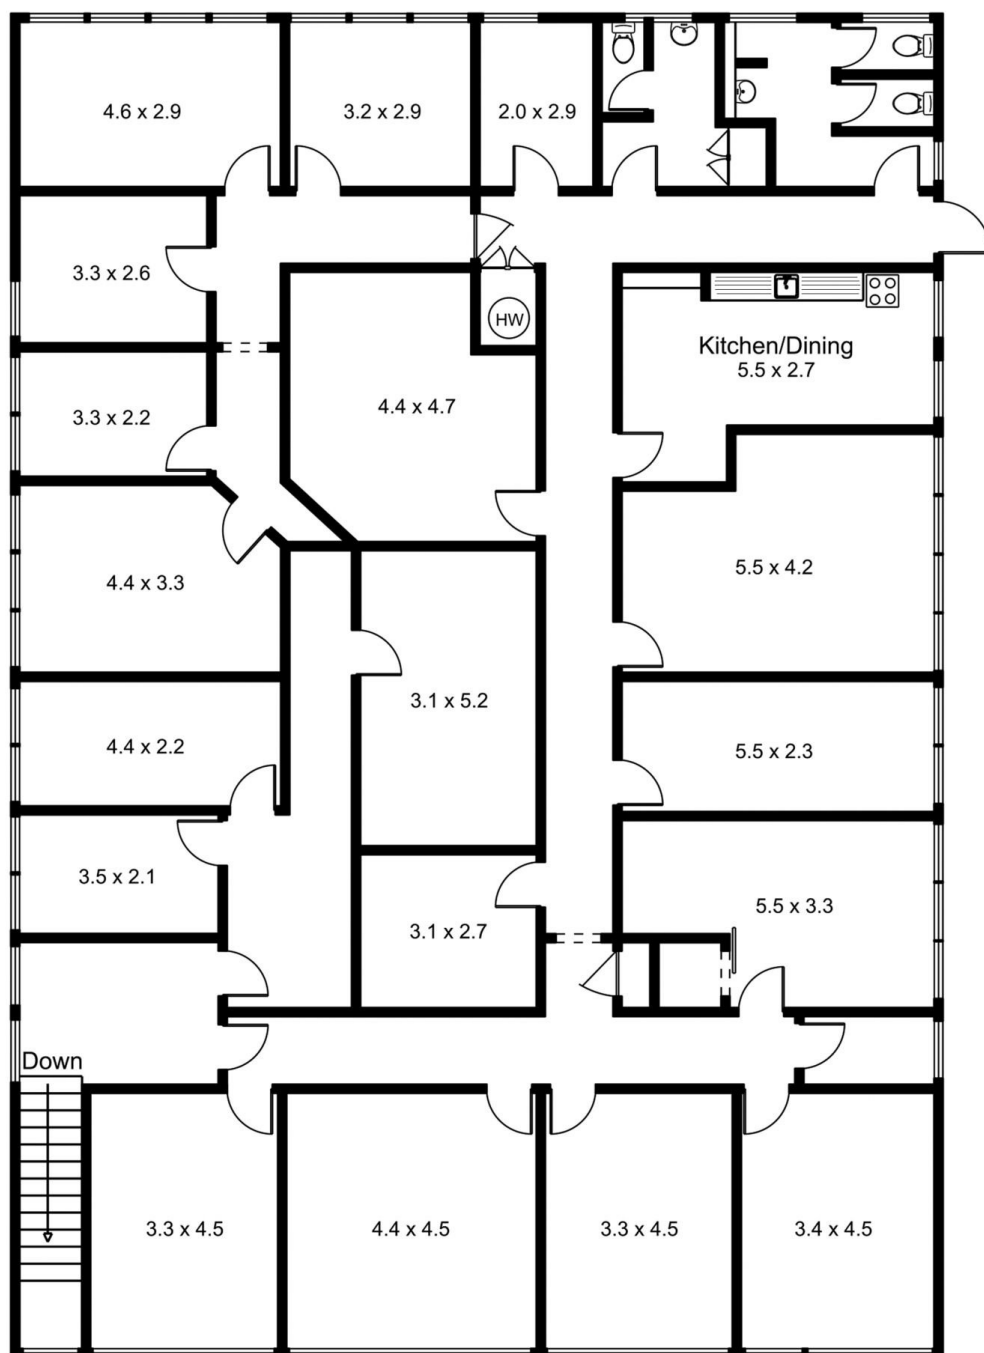 4.6 x 2.9
3.2 x 2.9
2.0 x 2.9
3.3 x 2.6
HW
Kitchen/Dining
5.5 x 2.7
3.3 x 2.2
4.4 x 4.7
4.4 x 3.3
5.5 x 4.2
3.1 x 5.2
4.4 x 2.2
5.5 x 2.3
3.5 x 2.1
5.5 x 3.3
3.1 x 2.7
Down
3.3 x 4.5
4.4 x 4.5
3.3 x 4.5
3.4 x 4.5